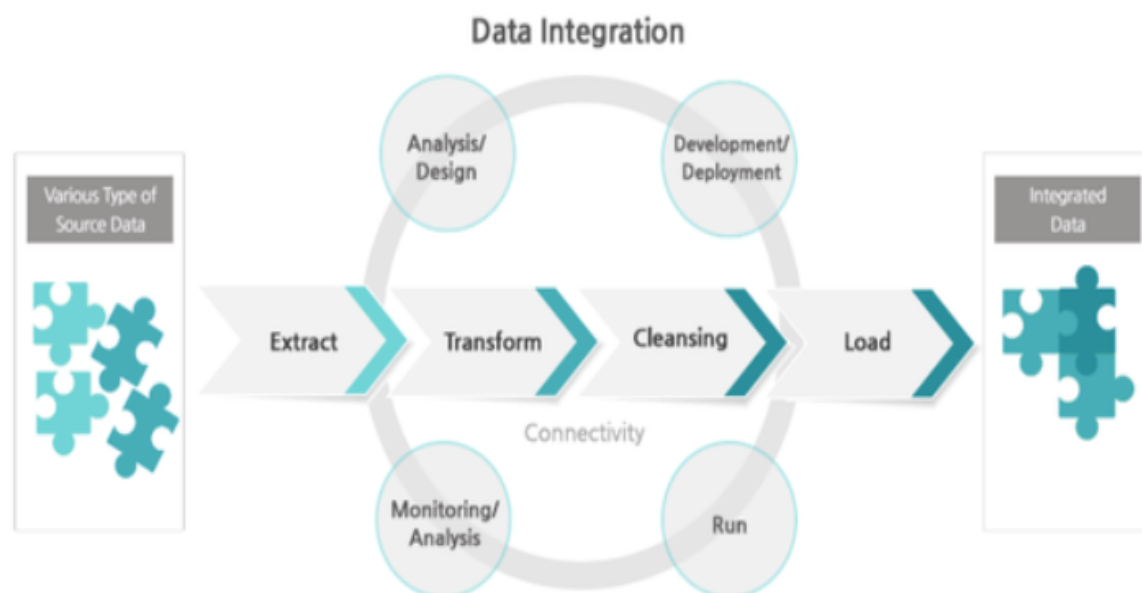 Data Integration
Analysis/
Design
Development/
Deployment
Various Type of
Source Data
Integrated
Data
Extract
Transform
Cleansing
Load
Connectivity
Monitoring/
Analysis
Run